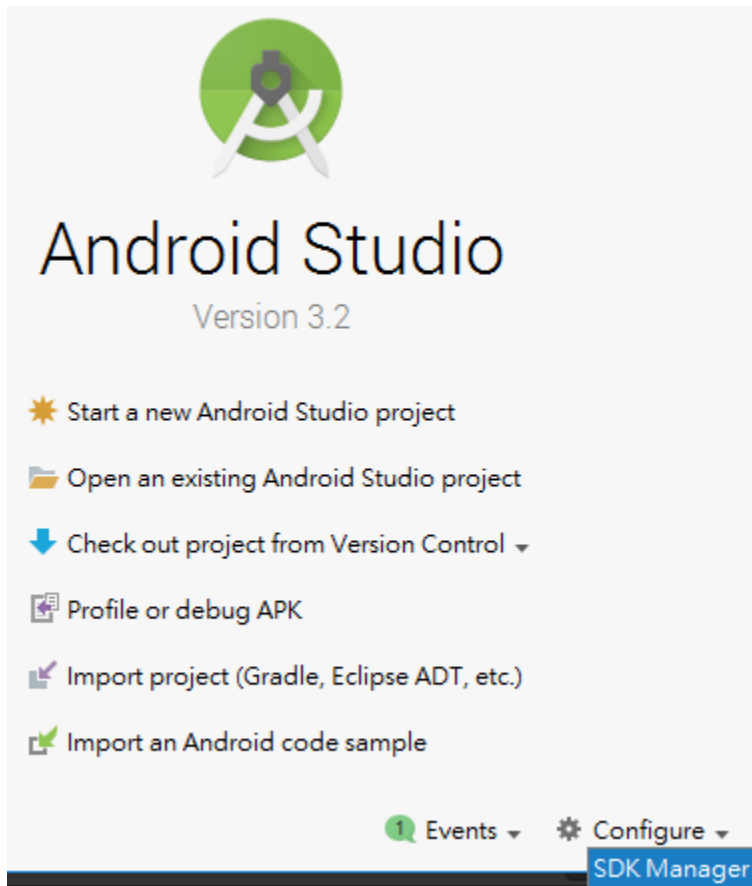 Android Studio
Version 3.2
Start a new Android Studio project
Open an existing Android Studio project
Check out project from Version Control
Profile or debug APK
Import project (Gradle, Eclipse ADT, etc.)
Import an Android code sample
1 Events Configure
SDK Manager